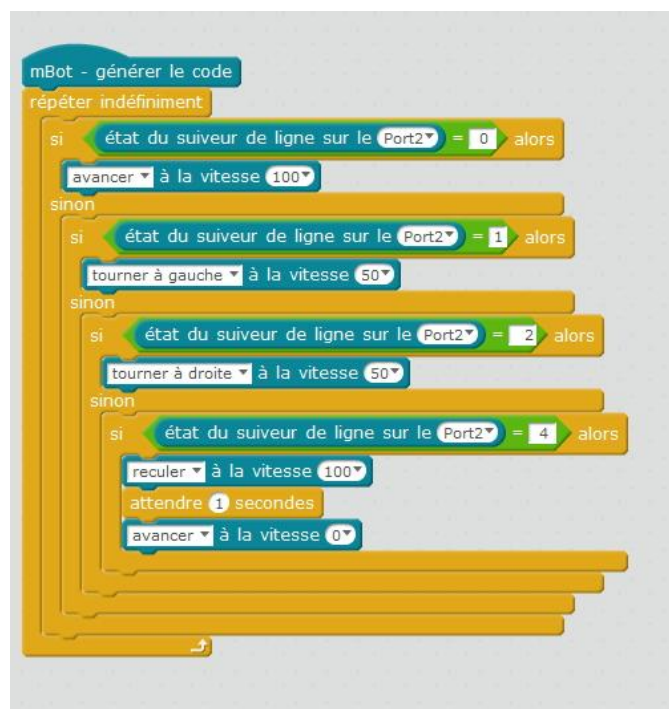 mBot - générer le code
répéter indéfiniment
si état du suiveur de ligne sur le Port2 = 0 alors
avancer à la vitesse 100
sinon
si état du suiveur de ligne sur le Port2 = 1 alors
tourner à gauche à la vitesse 50
sinon
si état du suiveur de ligne sur le Port2 = 2 alors
tourner à droite à la vitesse 50
sinon
si état du suiveur de ligne sur le Port2 = 4 alors
reculer à la vitesse 100
attendre 1 secondes
avancer à la vitesse 0